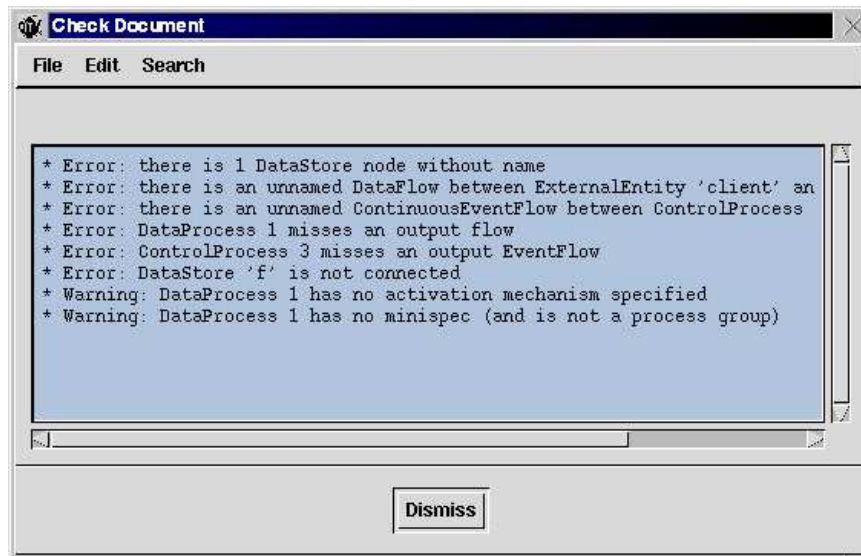 Check Document
File Edit Search
* Error: there is 1 DataStore node without name
* Error: there is an unnamed DataFlow between ExternalEntity 'client' an
* Error: there is an unnamed ContinuousEventFlow between ControlProcess
* Error: DataProcess 1 misses an output flow
* Error: ControlProcess 3 misses an output EventFlow
* Error: DataStore 'f' is not connected
* Warning: DataProcess 1 has no activation mechanism specified
* Warning: DataProcess 1 has no minispec (and is not a process group)
Dismiss